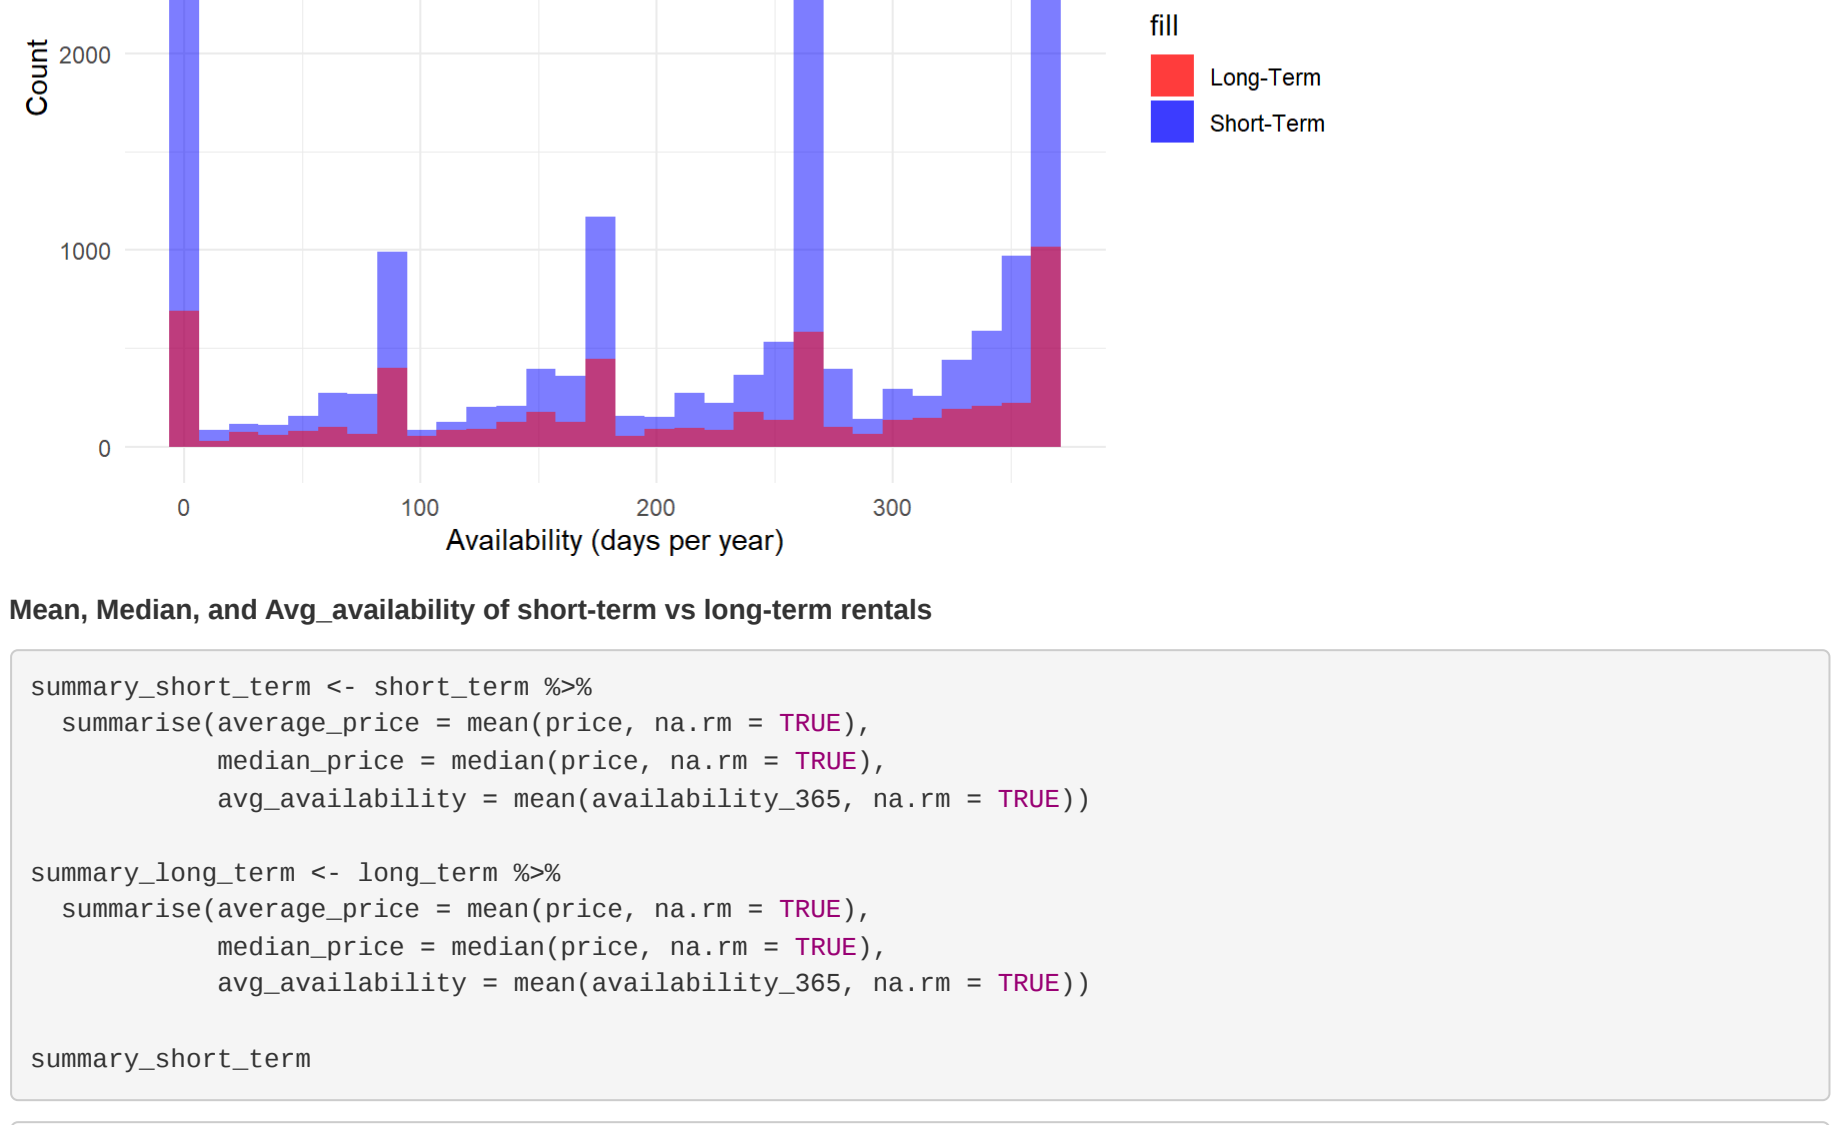 fill
Long-Term
Short-Term
Count
2000
1000
0
0 100 200 300
Availability (days per year)
Mean, Median, and Avg_availability of short-term vs long-term rentals
summary_short_term <- short_term %>%
  summarise(average_price = mean(price, na.rm = TRUE),
            median_price = median(price, na.rm = TRUE),
            avg_availability = mean(availability_365, na.rm = TRUE))

summary_long_term <- long_term %>%
  summarise(average_price = mean(price, na.rm = TRUE),
            median_price = median(price, na.rm = TRUE),
            avg_availability = mean(availability_365, na.rm = TRUE))

summary_short_term